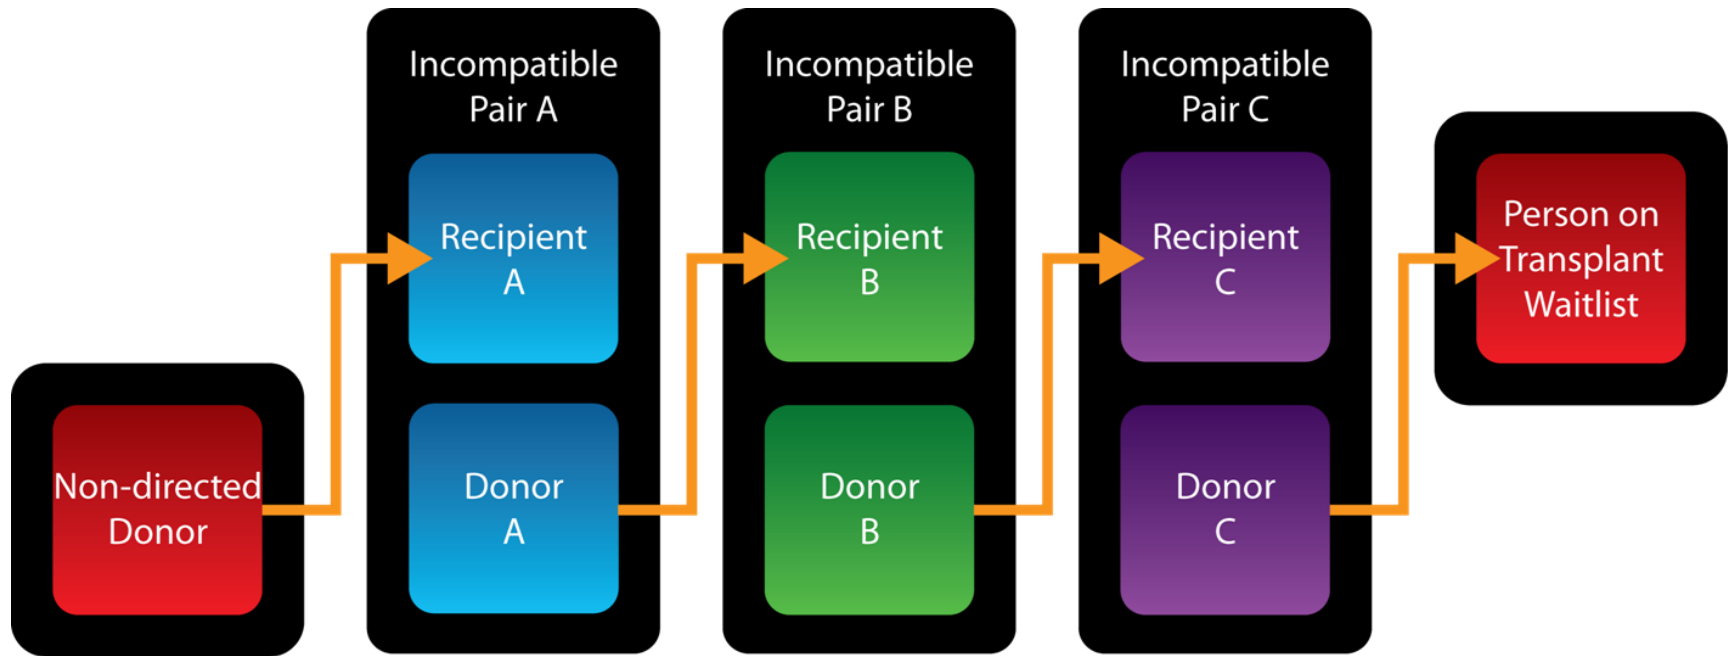 Incompatible
Pair A
Recipient
A
Donor
A
Incompatible
Pair B
Recipient
B
Donor
B
Incompatible
Pair C
Recipient
C
Donor
C
Person on
Transplant
Waitlist
Non-directed
Donor